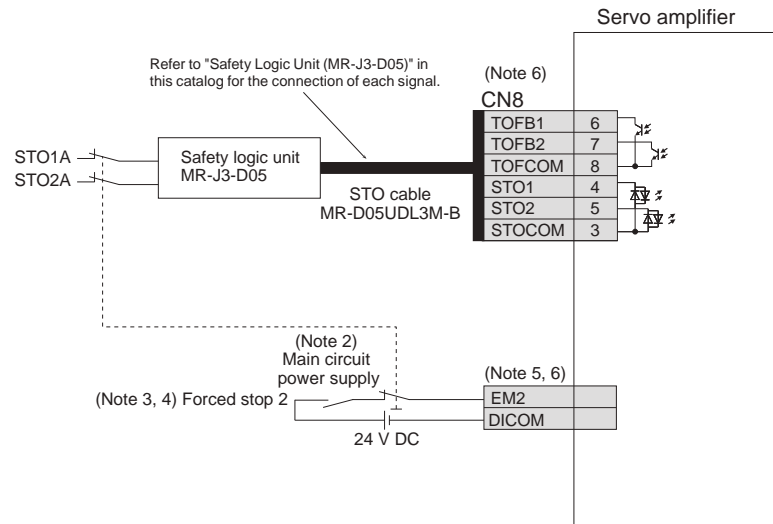 Servo amplifier
Refer to "Safety Logic Unit (MR-J3-D05)" in
this catalog for the connection of each signal.
(Note 6)
CN8
TOFB1 6
TOFB2 7
TOFCOM 8
STO1 4
STO2 5
STOCOM 3
STO1A
STO2A
Safety logic unit
MR-J3-D05
STO cable
MR-D05UDL3M-B
(Note 2)
Main circuit
power supply
(Note 3, 4) Forced stop 2
24 V DC
(Note 5, 6)
EM2
DICOM